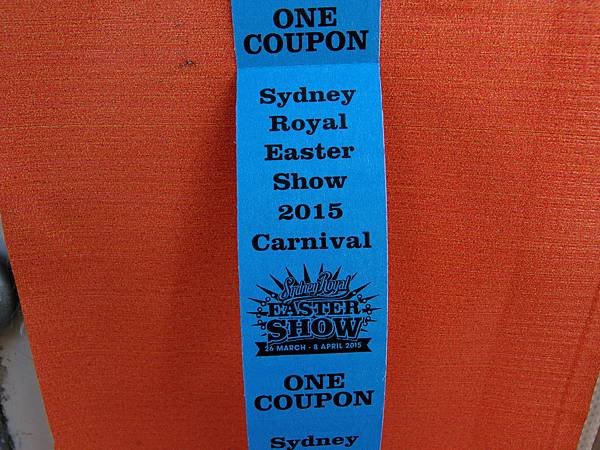 ONE
COUPON
Sydney
Royal
Easter
Show
2015
Carnival
Sydney Royal
EASTER
SHOW
26 MARCH - 8 APRIL 2015
ONE
COUPON
Sydney